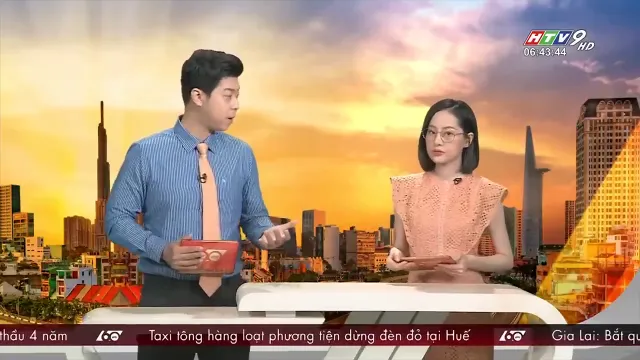 HTV9 HD
06:43:44
thầu 4 năm
Taxi tông hàng loạt phương tiện dừng đèn đỏ tại Huế
Gia Lai: Bắt q